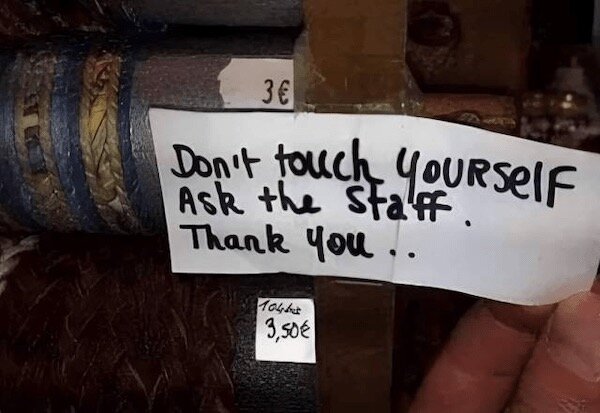 3€
Don't touch YOURSELF
Ask the Staff.
Thank you ..
3,50€